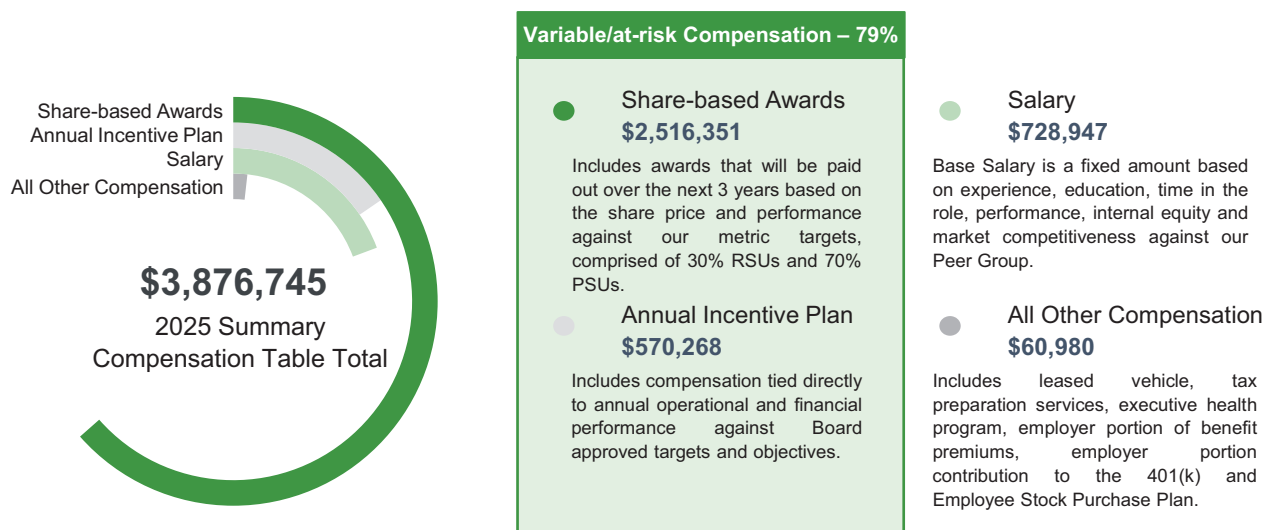 Share-based Awards
Annual Incentive Plan
Salary
All Other Compensation
$3,876,745
2025 Summary
Compensation Table Total
Variable/at-risk Compensation – 79%
Share-based Awards
$2,516,351
Includes awards that will be paid
out over the next 3 years based on
the share price and performance
against our metric targets,
comprised of 30% RSUs and 70%
PSUs.
Annual Incentive Plan
$570,268
Includes compensation tied directly
to annual operational and financial
performance against Board
approved targets and objectives.
Salary
$728,947
Base Salary is a fixed amount based
on experience, education, time in the
role, performance, internal equity and
market competitiveness against our
Peer Group.
All Other Compensation
$60,980
Includes leased vehicle, tax
preparation services, executive health
program, employer portion of benefit
premiums, employer portion
contribution to the 401(k) and
Employee Stock Purchase Plan.